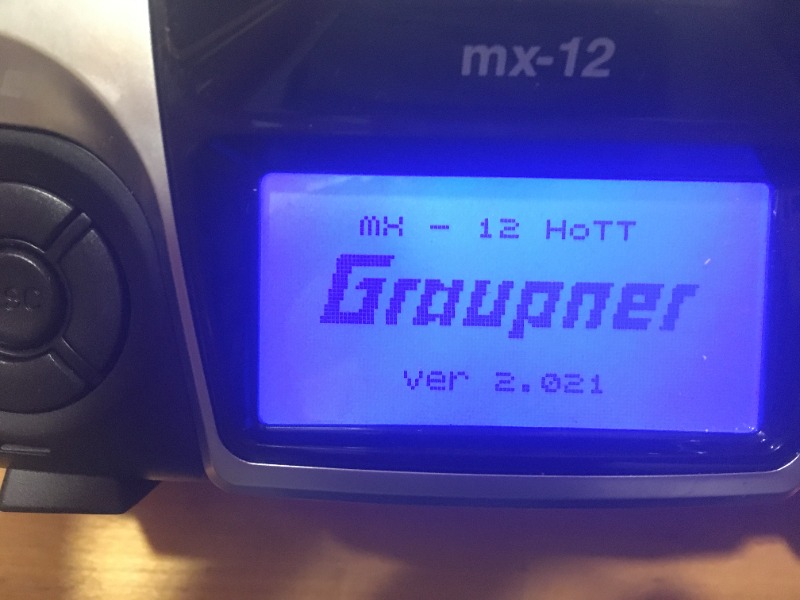 mx-12
mX - 12 HoTT
Graupner
ver 2.021